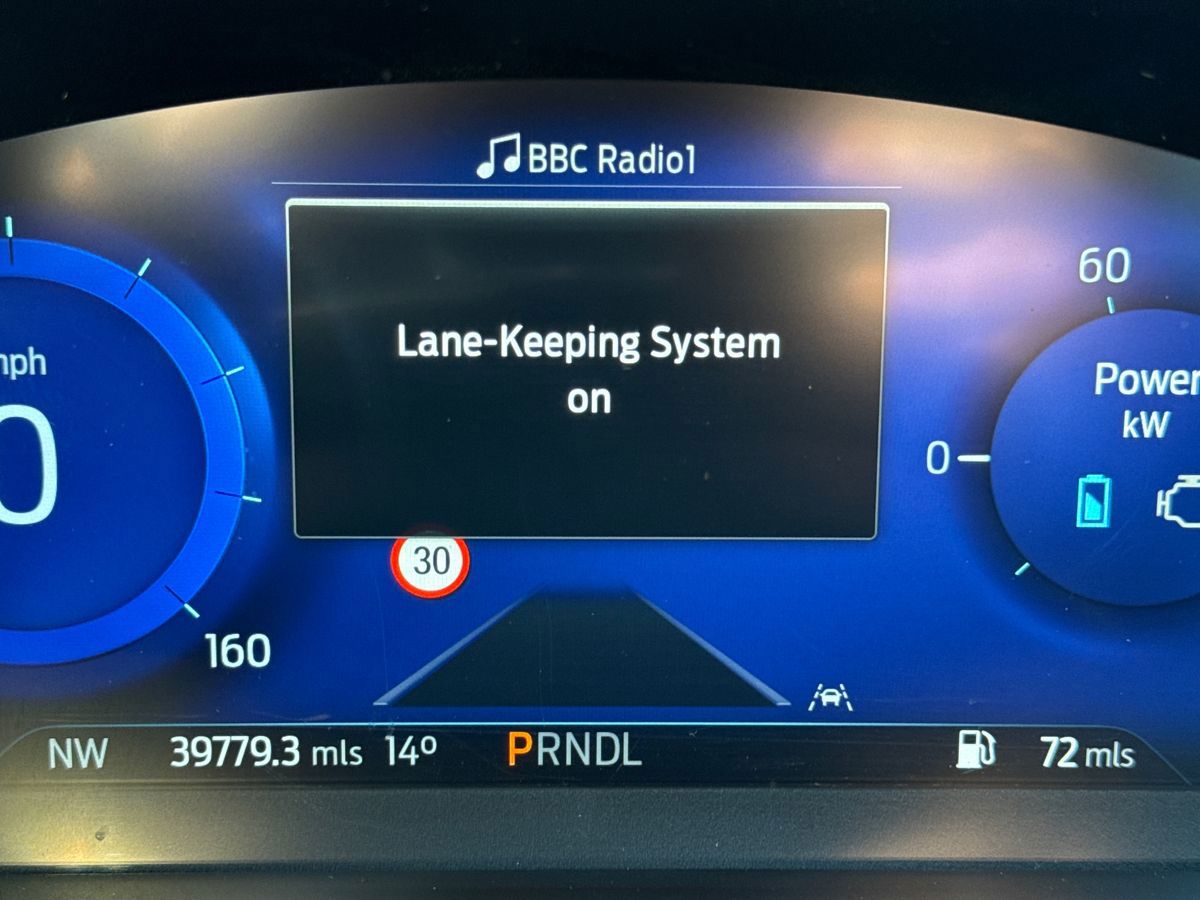 BBC Radio1
Lane-Keeping System
on
mph
0
160
30
60
Power
kW
0
NW 39779.3 mls 14º PRNDL 72 mls